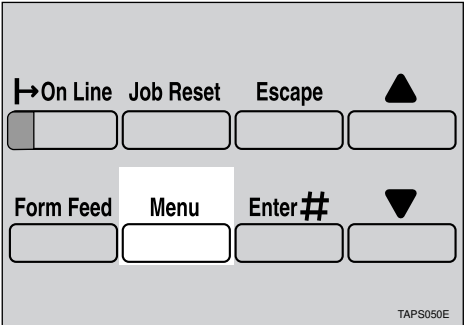 On Line Job Reset Escape
Form Feed Menu Enter #
TAPS050E